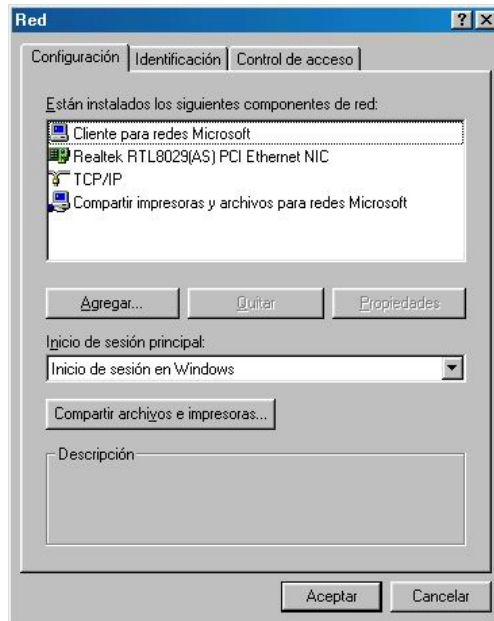 Red
Configuración Identificación Control de acceso
Están instalados los siguientes componentes de red:
Cliente para redes Microsoft
Realtek RTL8029(AS) PCI Ethernet NIC
TCP/IP
Compartir impresoras y archivos para redes Microsoft
Agregar... Quitar Propiedades
Inicio de sesión principal:
Inicio de sesión en Windows
Compartir archivos e impresoras...
Descripción
Aceptar Cancelar